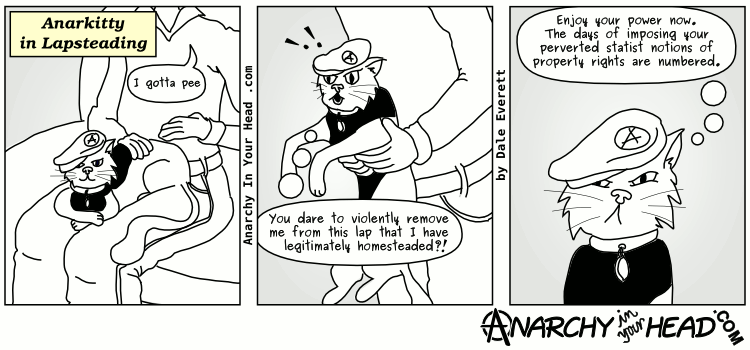 Anarkitty
in Lapsteading
I gotta pee
Anarchy In Your Head .com
You dare to violently remove
me from this lap that I have
legitimately homesteaded?!
by Dale Everett
Enjoy your power now.
The days of imposing your
perverted statist notions of
property rights are numbered.
ANARCHY in your HEAD.COM